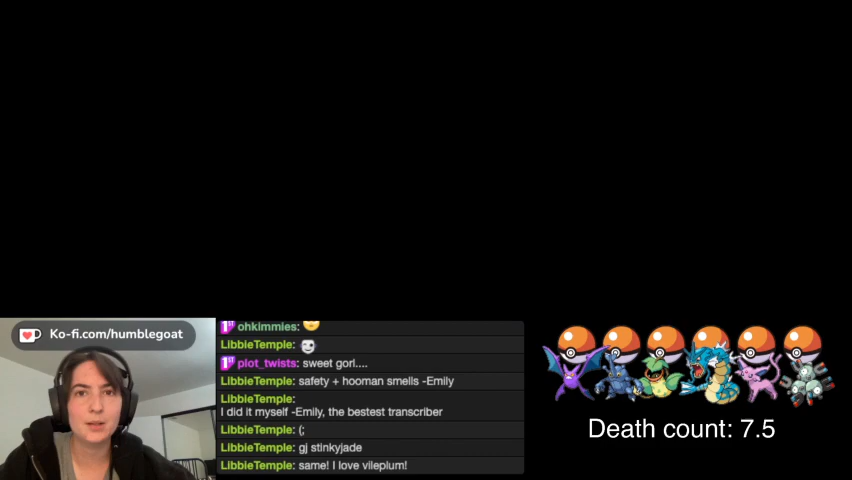 Ko-fi.com/humblegoat
ohkimmies:
LibbieTemple:
plot_twists: sweet gorl....
LibbieTemple: safety + hooman smells -Emily
LibbieTemple:
I did it myself -Emily, the bestest transcriber
LibbieTemple: (;
LibbieTemple: gj stinkyjade
LibbieTemple: same! I love vileplum!
Death count: 7.5